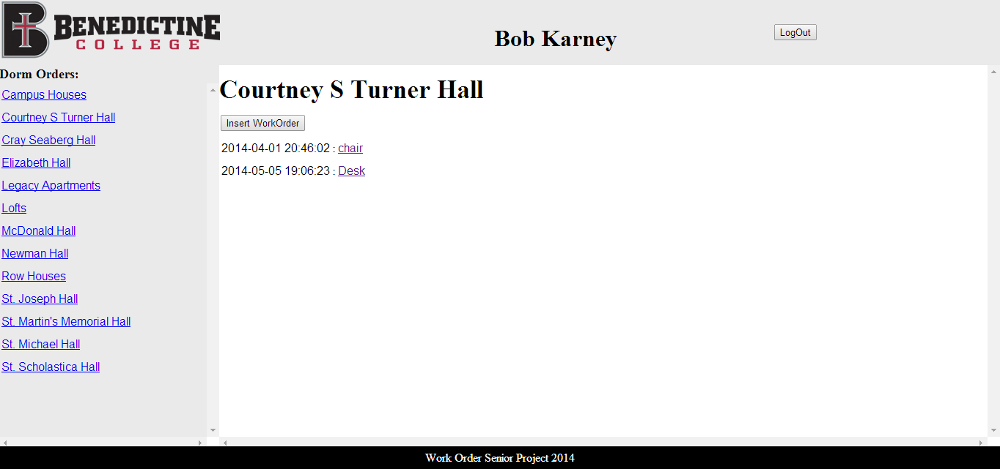 BENEDICTINE
COLLEGE
Bob Karney
LogOut
Dorm Orders:
Campus Houses
Courtney S Turner Hall
Cray Seaberg Hall
Elizabeth Hall
Legacy Apartments
Lofts
McDonald Hall
Newman Hall
Row Houses
St. Joseph Hall
St. Martin's Memorial Hall
St. Michael Hall
St. Scholastica Hall
Courtney S Turner Hall
Insert WorkOrder
2014-04-01 20:46:02 : chair
2014-05-05 19:06:23 : Desk
Work Order Senior Project 2014